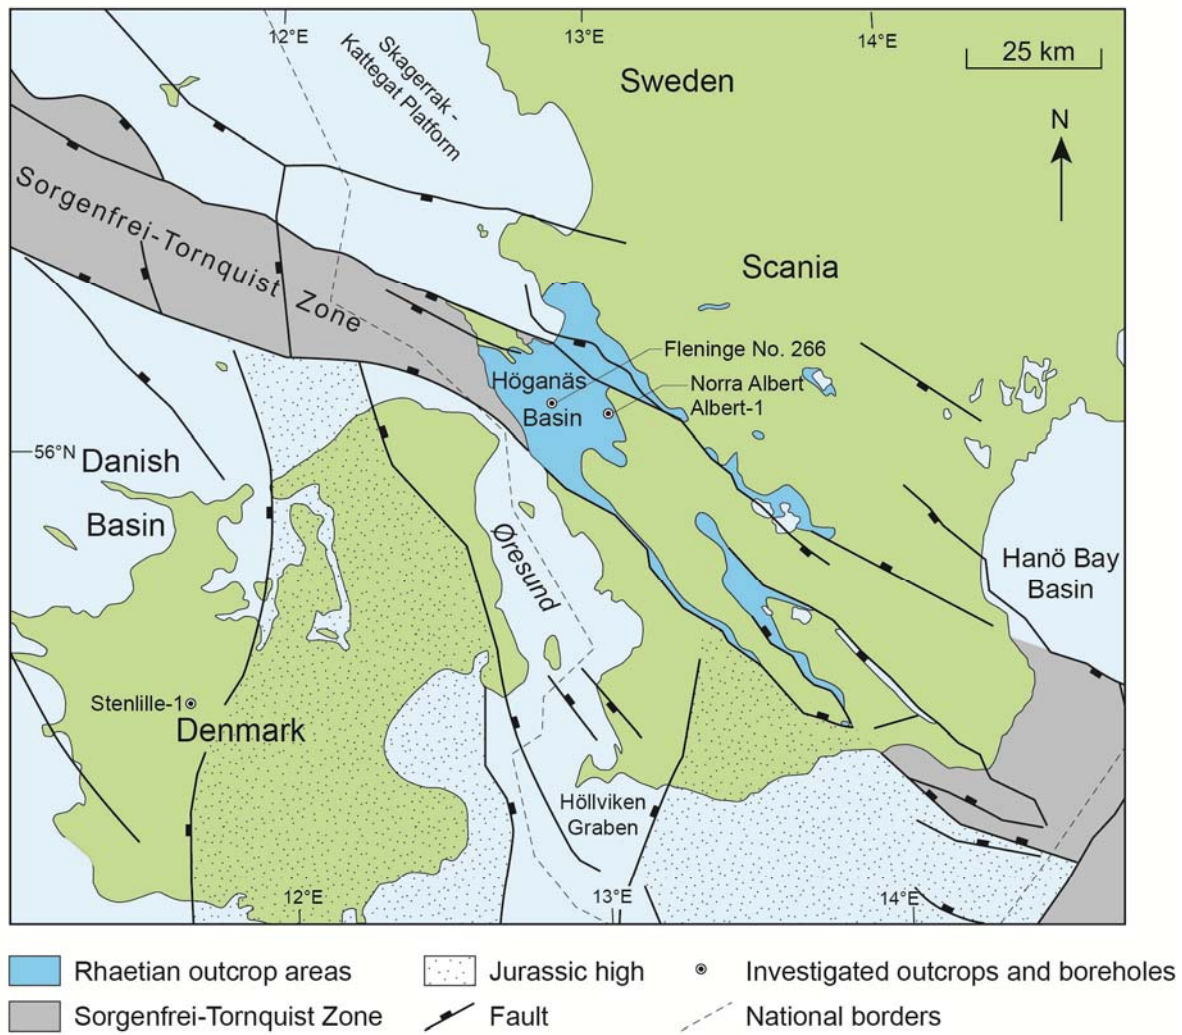 12°E
13°E
14°E
Skagerrak -
Kattegat Platform
Sweden
25 km
N
Sorgenfrei-Tornquist Zone
Scania
Fleninge No. 266
Höganäs
Basin
Norra Albert
Albert-1
56°N
Danish
Basin
Øresund
Hanö Bay
Basin
Stenlille-1
Denmark
Höllviken
Graben
12°E
13°E
14°E
Rhaetian outcrop areas
Jurassic high
Investigated outcrops and boreholes
Sorgenfrei-Tornquist Zone
Fault
National borders